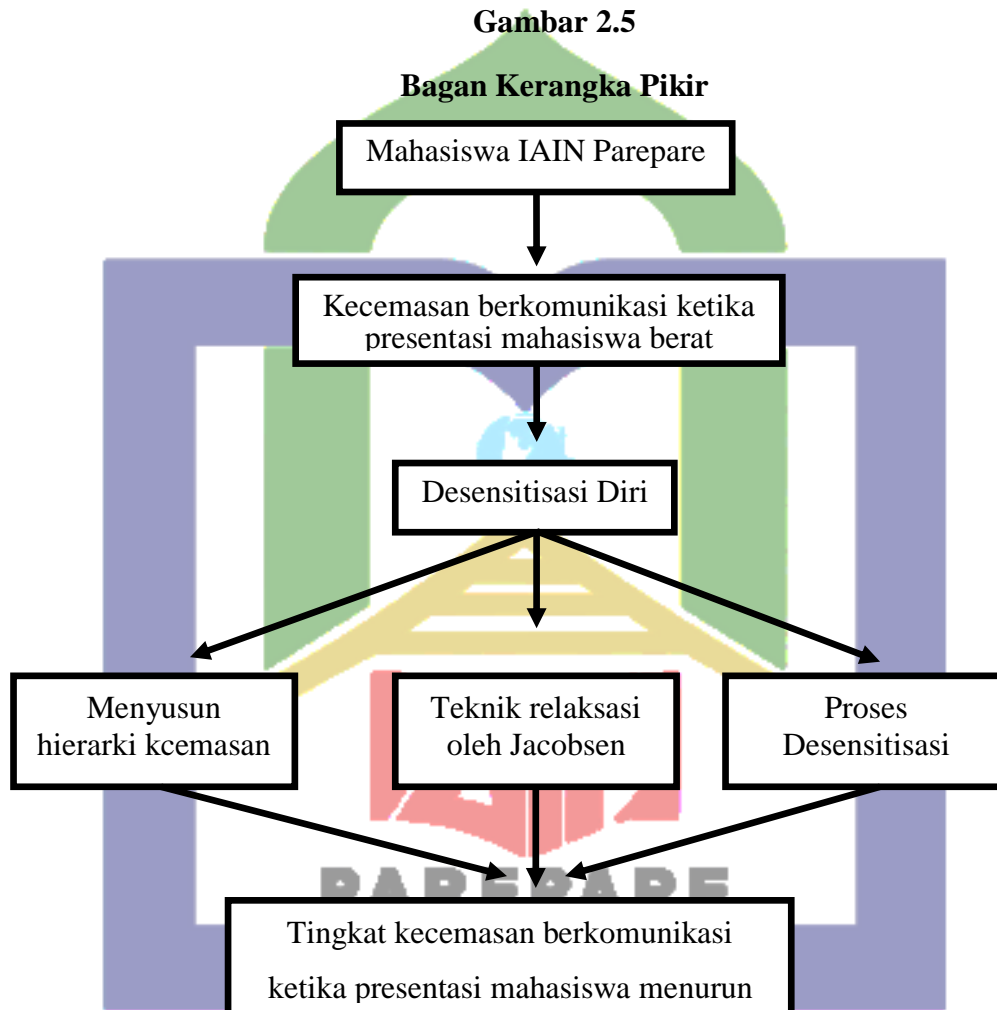 Gambar 2.5
Bagan Kerangka Pikir
Mahasiswa IAIN Parepare
Kecemasan berkomunikasi ketika
presentasi mahasiswa berat
Desensitisasi Diri
Menyusun
hierarki kcemasan
Teknik relaksasi
oleh Jacobsen
Proses
Desensitisasi
PAREPARE
Tingkat kecemasan berkomunikasi
ketika presentasi mahasiswa menurun